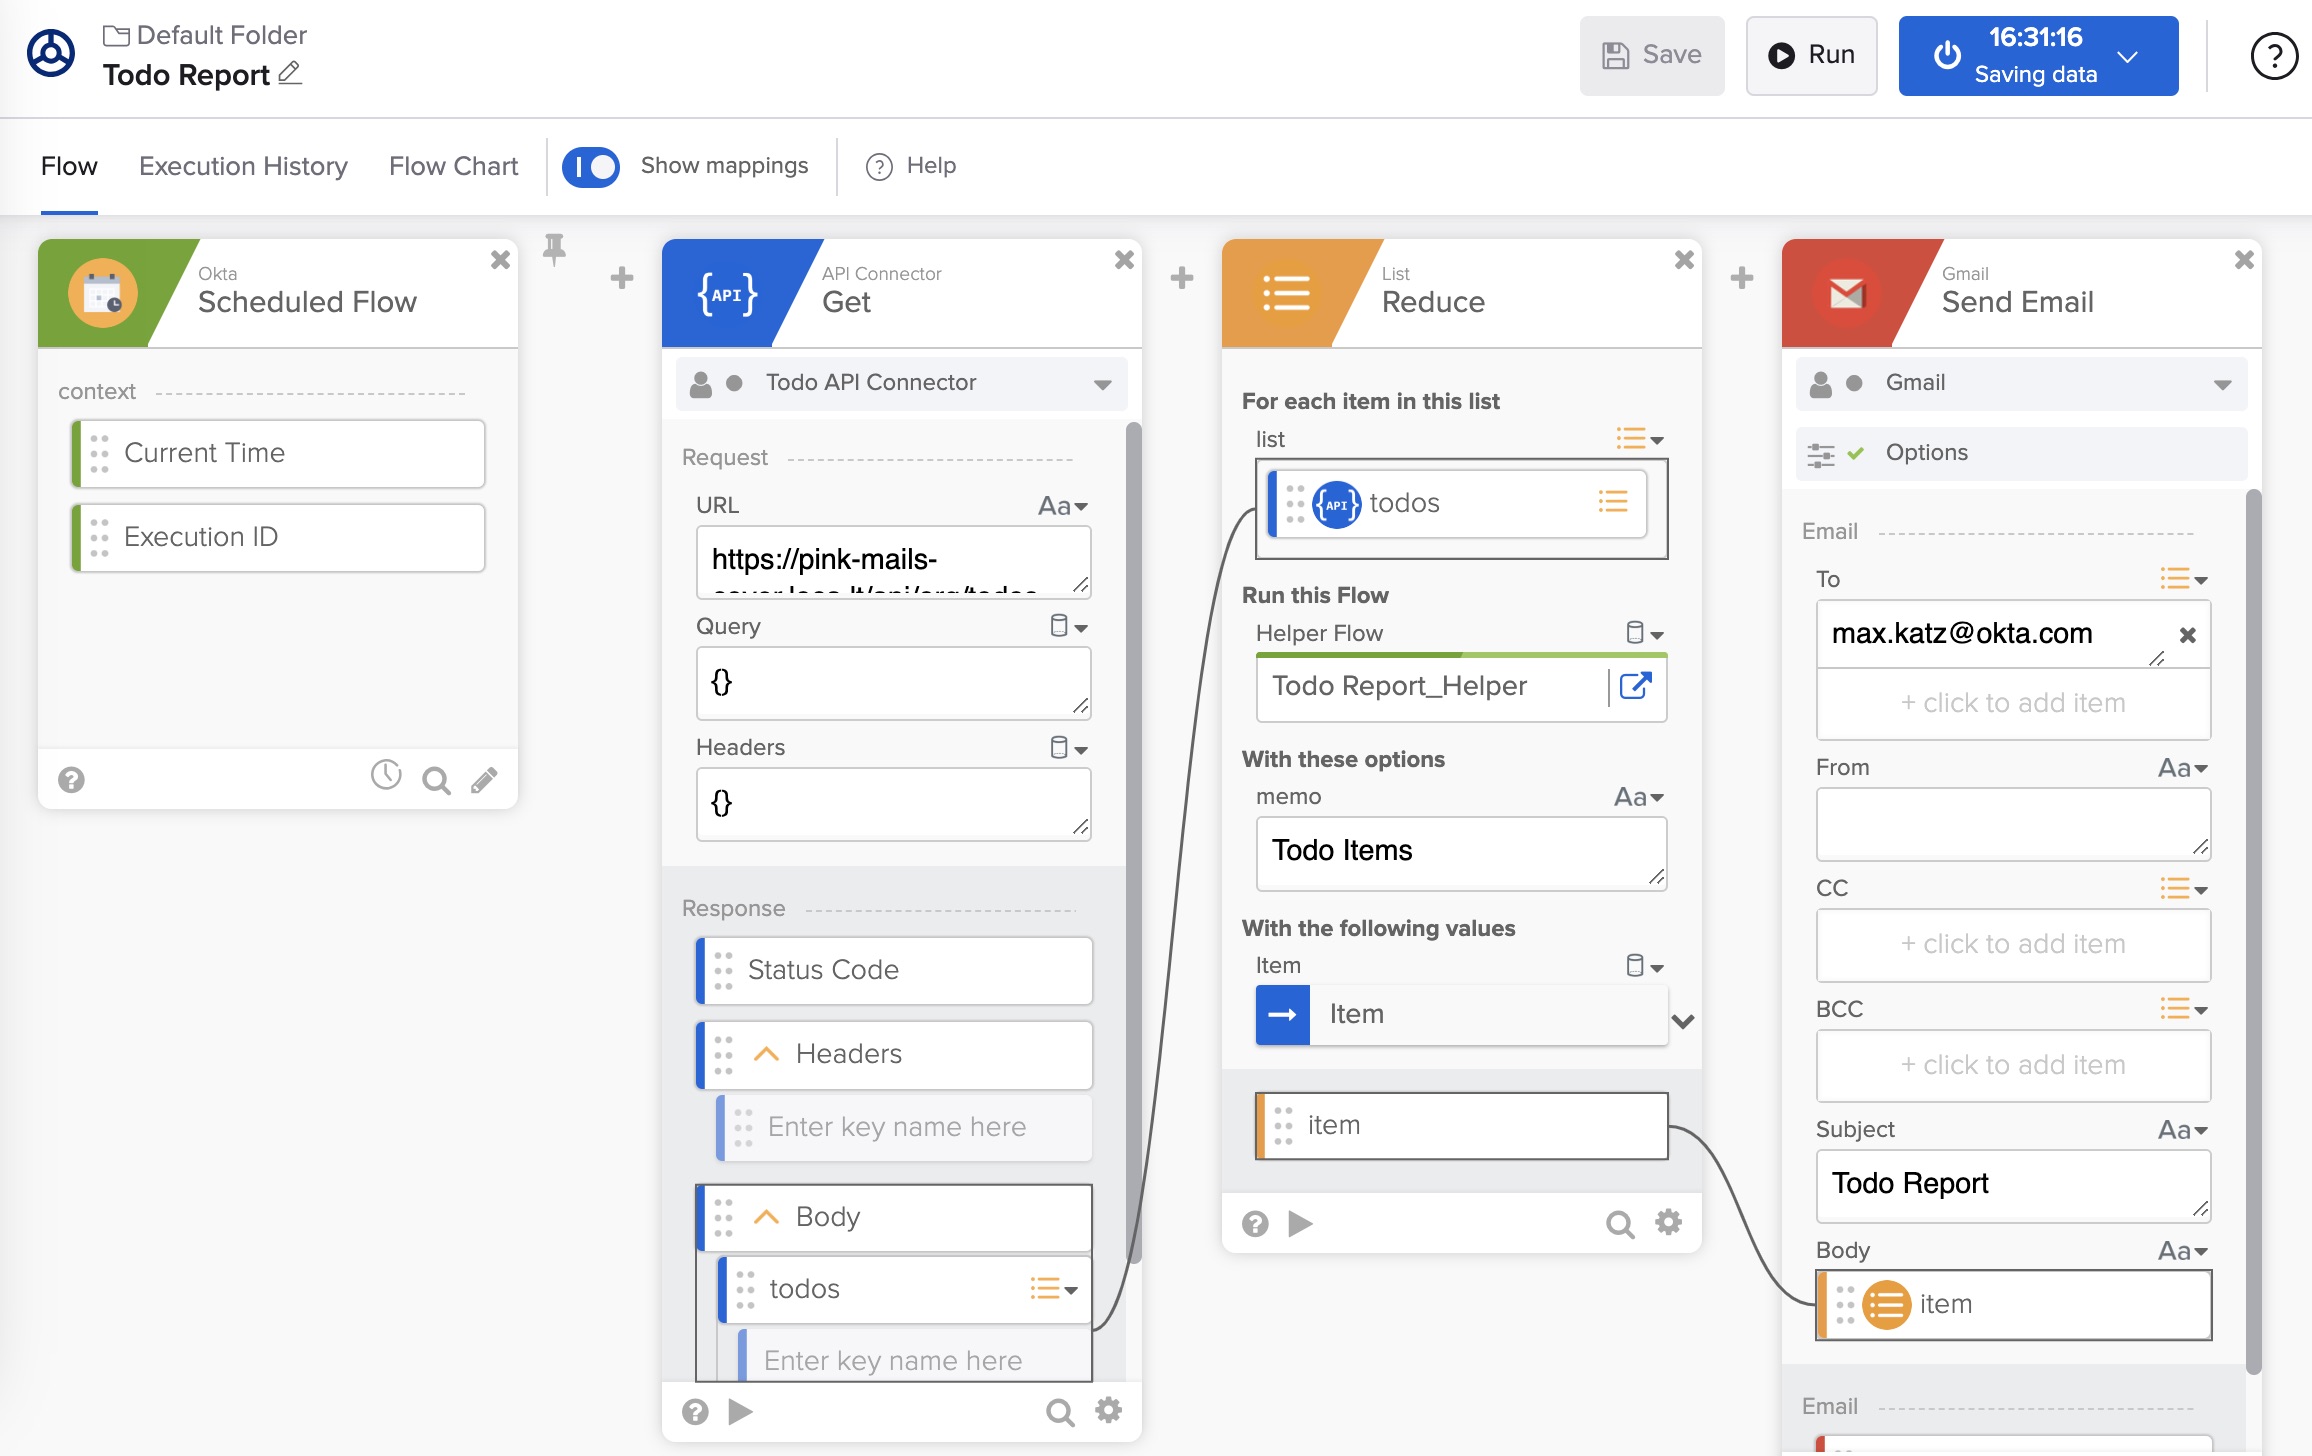 Default Folder
Todo Report
Save
Run
16:31:16
Saving data
?
Flow
Execution History
Flow Chart
Show mappings
? Help
Okta
Scheduled Flow
context
Current Time
Execution ID
?
{API}
API Connector
Get
Todo API Connector
Request
URL
Aa
https://pink-mails-
Query
{}
Headers
{}
Response
Status Code
Headers
Enter key name here
Body
todos
Enter key name here
?
List
Reduce
For each item in this list
list
{API} todos
Run this Flow
Helper Flow
Todo Report_Helper
With these options
memo
Aa
Todo Items
With the following values
Item
Item
item
?
Gmail
Send Email
Gmail
Options
Email
To
max.katz@okta.com
+ click to add item
From
Aa
CC
+ click to add item
BCC
+ click to add item
Subject
Aa
Todo Report
Body
Aa
item
Email